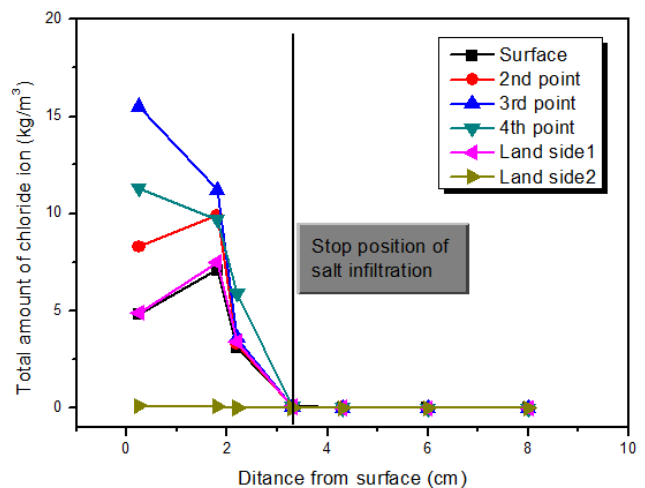 20
15
10
5
0
Total amount of chloride ion (kg/m³)
Surface
2nd point
3rd point
4th point
Land side1
Land side2
Stop position of
salt infiltration
0 2 4 6 8 10
Ditance from surface (cm)